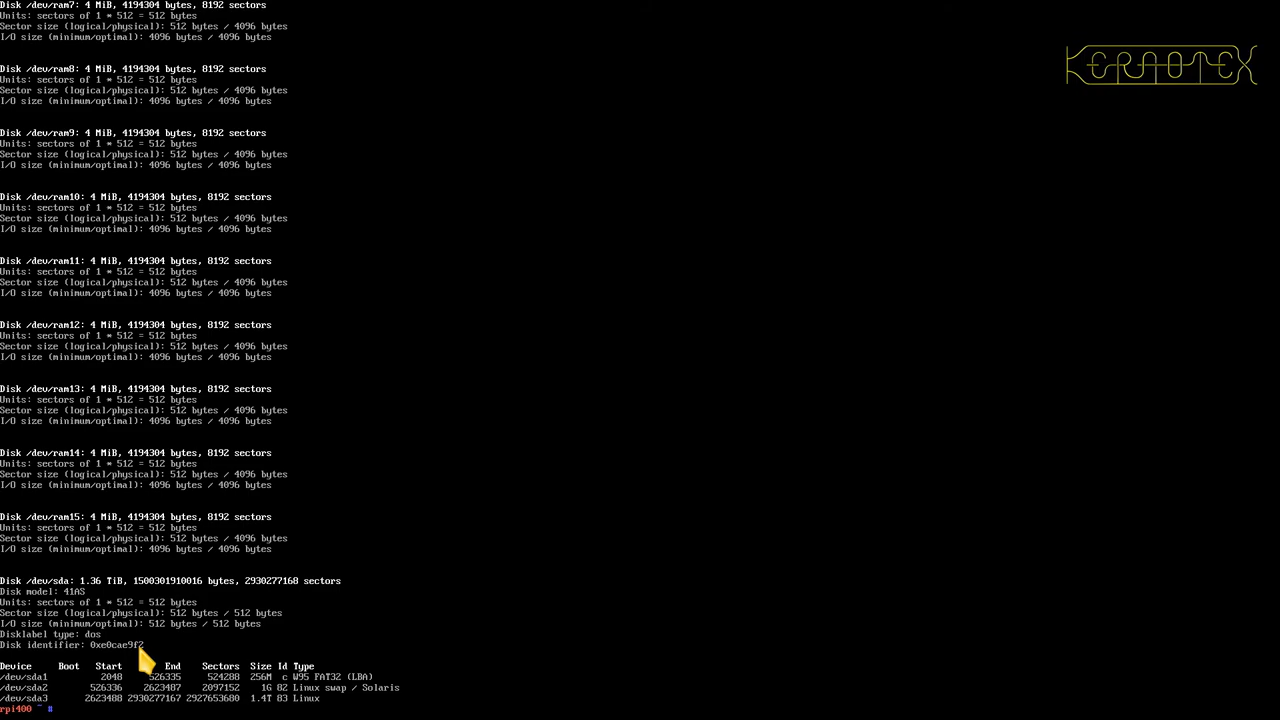 Disk /dev/ram7: 4 MiB, 4194304 bytes, 8192 sectors
Units: sectors of 1 * 512 = 512 bytes
Sector size (logical/physical): 512 bytes / 4096 bytes
I/O size (minimum/optimal): 4096 bytes / 4096 bytes
KERAOTEX
Disk /dev/ram8: 4 MiB, 4194304 bytes, 8192 sectors
Units: sectors of 1 * 512 = 512 bytes
Sector size (logical/physical): 512 bytes / 4096 bytes
I/O size (minimum/optimal): 4096 bytes / 4096 bytes
Disk /dev/ram9: 4 MiB, 4194304 bytes, 8192 sectors
Units: sectors of 1 * 512 = 512 bytes
Sector size (logical/physical): 512 bytes / 4096 bytes
I/O size (minimum/optimal): 4096 bytes / 4096 bytes
Disk /dev/ram10: 4 MiB, 4194304 bytes, 8192 sectors
Units: sectors of 1 * 512 = 512 bytes
Sector size (logical/physical): 512 bytes / 4096 bytes
I/O size (minimum/optimal): 4096 bytes / 4096 bytes
Disk /dev/ram11: 4 MiB, 4194304 bytes, 8192 sectors
Units: sectors of 1 * 512 = 512 bytes
Sector size (logical/physical): 512 bytes / 4096 bytes
I/O size (minimum/optimal): 4096 bytes / 4096 bytes
Disk /dev/ram12: 4 MiB, 4194304 bytes, 8192 sectors
Units: sectors of 1 * 512 = 512 bytes
Sector size (logical/physical): 512 bytes / 4096 bytes
I/O size (minimum/optimal): 4096 bytes / 4096 bytes
Disk /dev/ram13: 4 MiB, 4194304 bytes, 8192 sectors
Units: sectors of 1 * 512 = 512 bytes
Sector size (logical/physical): 512 bytes / 4096 bytes
I/O size (minimum/optimal): 4096 bytes / 4096 bytes
Disk /dev/ram14: 4 MiB, 4194304 bytes, 8192 sectors
Units: sectors of 1 * 512 = 512 bytes
Sector size (logical/physical): 512 bytes / 4096 bytes
I/O size (minimum/optimal): 4096 bytes / 4096 bytes
Disk /dev/ram15: 4 MiB, 4194304 bytes, 8192 sectors
Units: sectors of 1 * 512 = 512 bytes
Sector size (logical/physical): 512 bytes / 4096 bytes
I/O size (minimum/optimal): 4096 bytes / 4096 bytes
Disk /dev/sda: 1.36 TiB, 1500301910016 bytes, 2930277168 sectors
Disk model: 41AS
Units: sectors of 1 * 512 = 512 bytes
Sector size (logical/physical): 512 bytes / 512 bytes
I/O size (minimum/optimal): 512 bytes / 512 bytes
Disklabel type: dos
Disk identifier: 0xe0cae9f2
Device Boot Start End Sectors Size Id Type
/dev/sda1 2048 526335 524288 256M c W95 FAT32 (LBA)
/dev/sda2 526336 2623487 2097152 1G 82 Linux swap / Solaris
/dev/sda3 2623488 2930277167 2927653680 1.4T 83 Linux
rpi400 ~ #